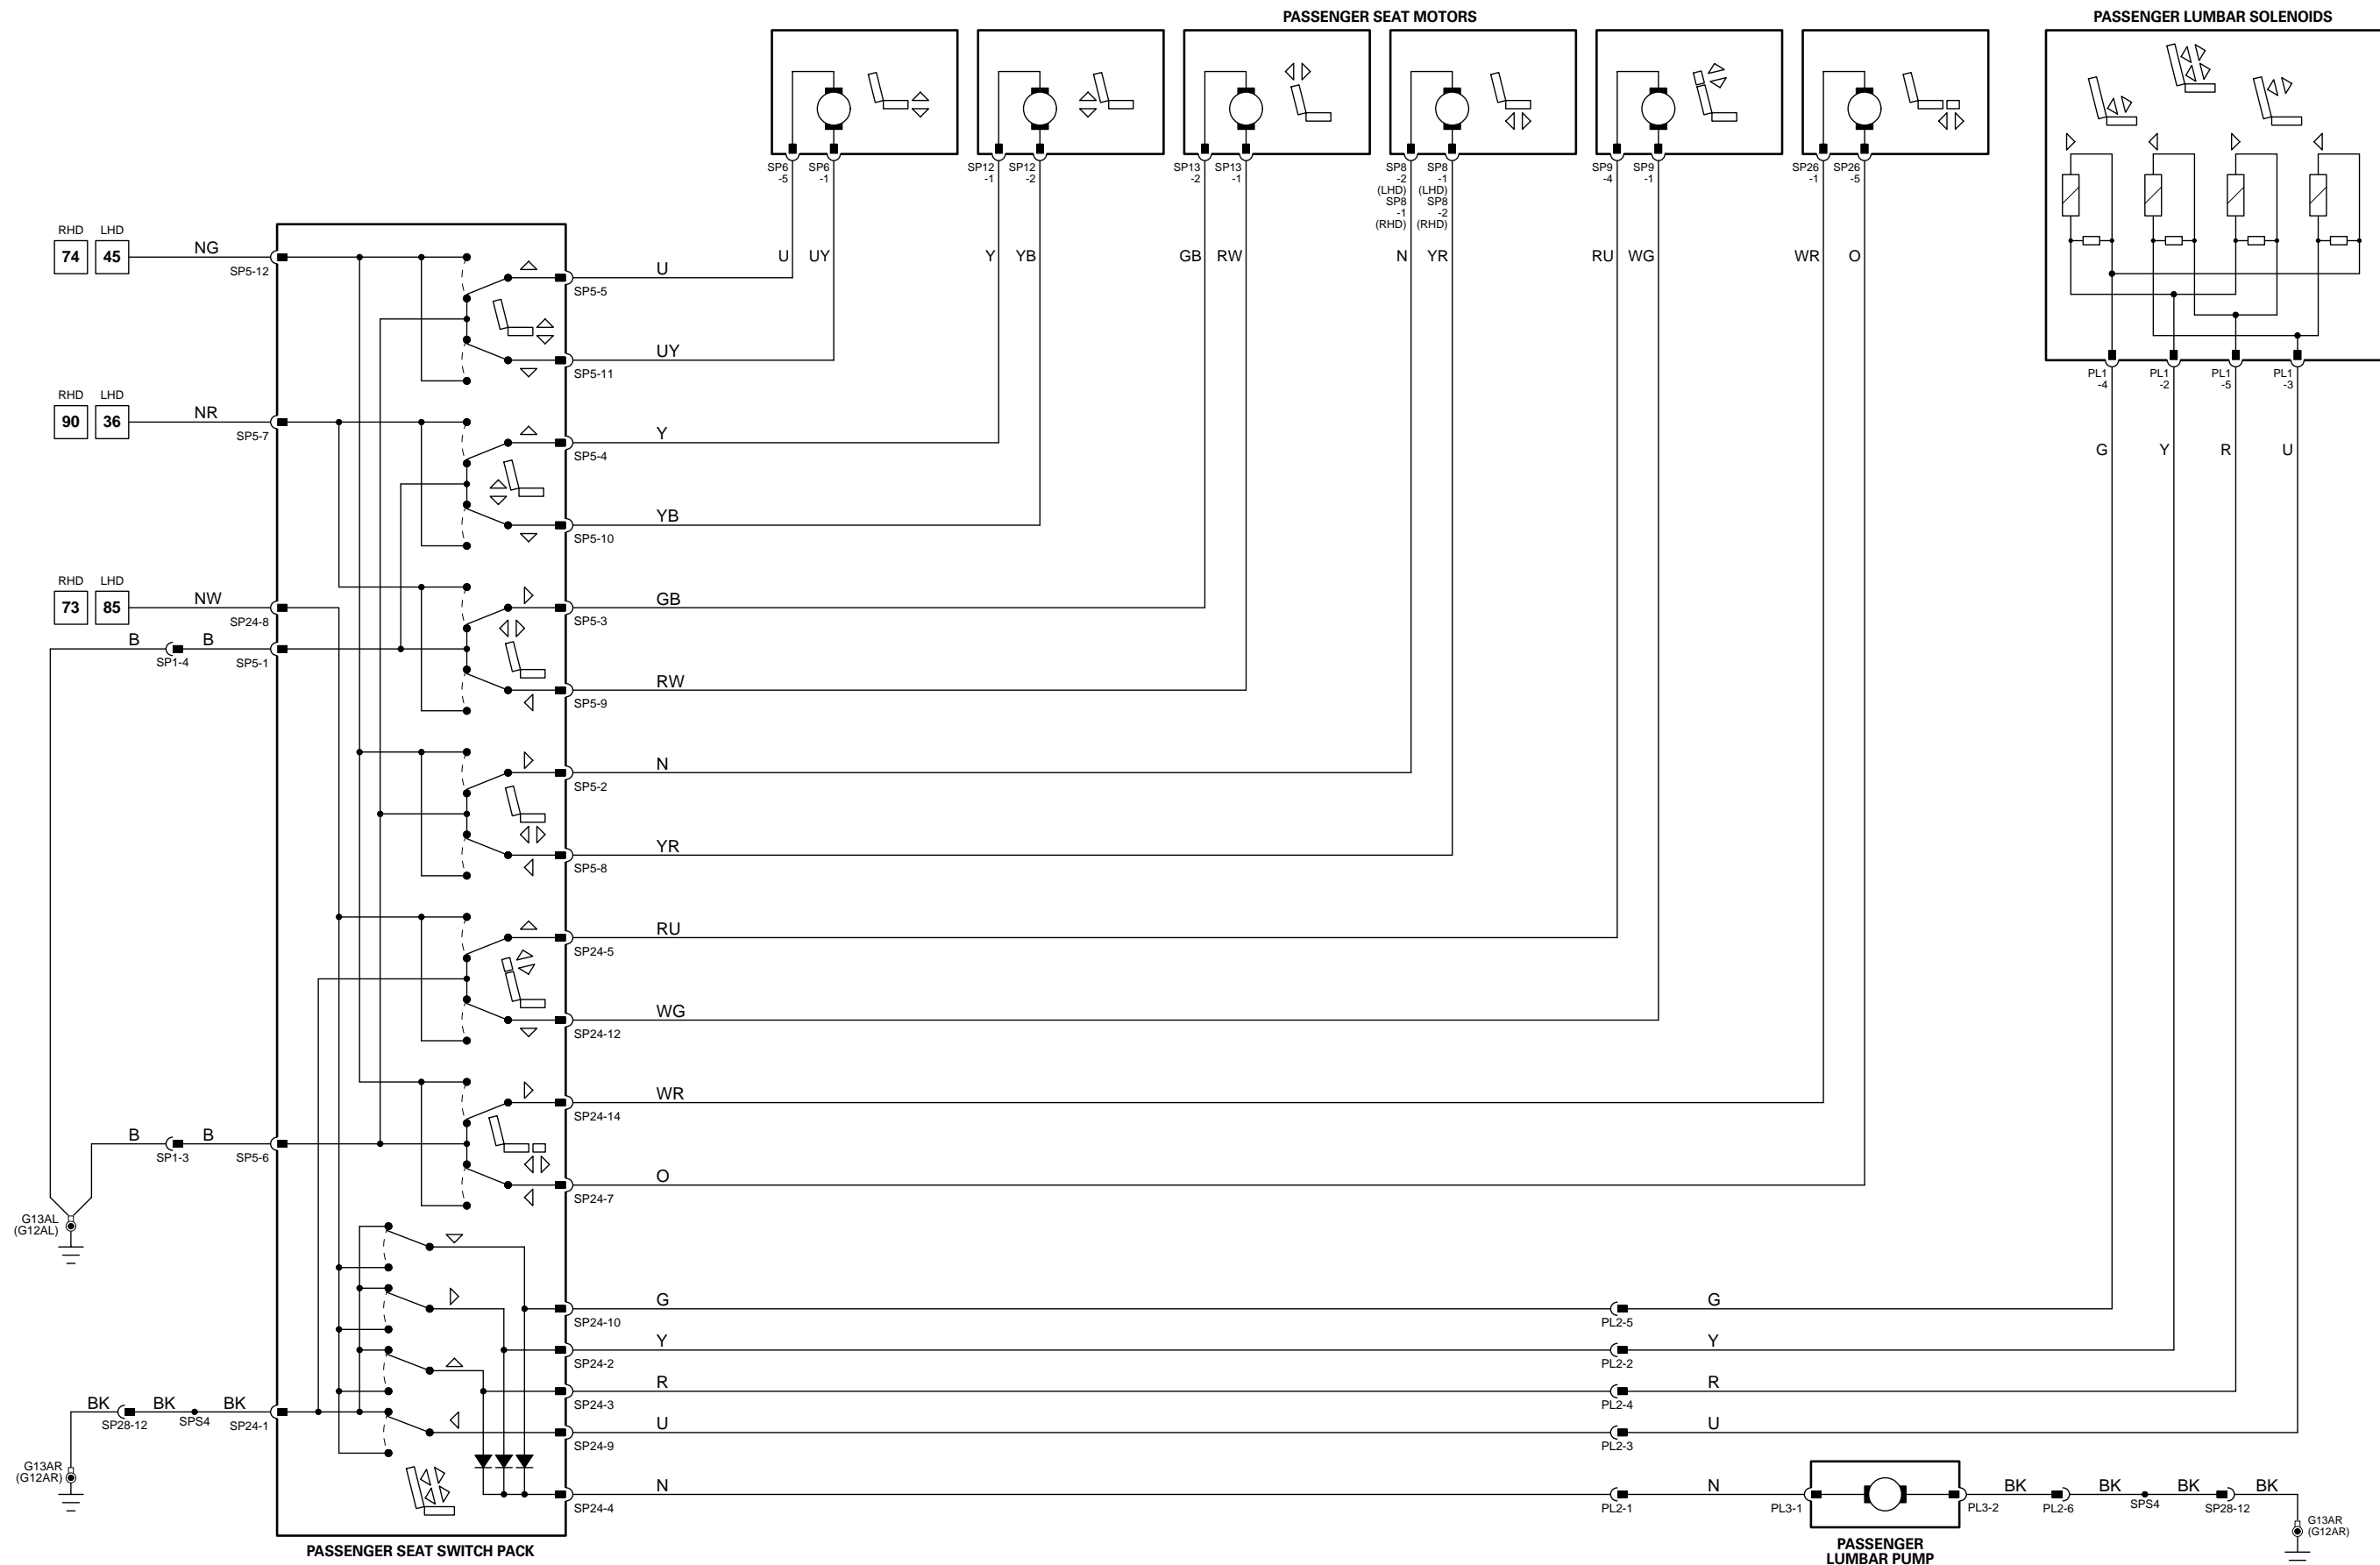 PASSENGER SEAT MOTORS
PASSENGER LUMBAR SOLENOIDS
SP6 SP6 SP12 SP12 SP13 SP13 SP8 SP8 SP9 SP9 SP26 SP26
-5 -1 -1 -2 -2 -1 -2 -1 -4 -1 -1 -5
(LHD) (LHD)
SP8 SP8
-1 -2
(RHD) (RHD)
U UY Y YB GB RW N YR RU WG WR O
PL1 PL1 PL1 PL1
-4 -2 -5 -3
G Y R U
RHD LHD
74 45 NG
SP5-12
U
SP5-5
UY
SP5-11
RHD LHD
90 36 NR
SP5-7
Y
SP5-4
YB
SP5-10
RHD LHD
73 85 NW
SP24-8
GB
SP5-3
B B
SP1-4 SP5-1
RW
SP5-9
N
SP5-2
YR
SP5-8
RU
SP24-5
WG
SP24-12
WR
SP24-14
B B
SP1-3 SP5-6
O
SP24-7
G13AL
(G12AL)
G G
SP24-10 PL2-5
Y Y
SP24-2 PL2-2
R R
SP24-3 PL2-4
BK BK BK
SP28-12 SPS4 SP24-1
U U
SP24-9 PL2-3
G13AR
(G12AR)
N N
SP24-4 PL2-1 PL3-1
BK BK BK BK
PL3-2 PL2-6 SPS4 SP28-12
G13AR
(G12AR)
PASSENGER SEAT SWITCH PACK
PASSENGER
LUMBAR PUMP